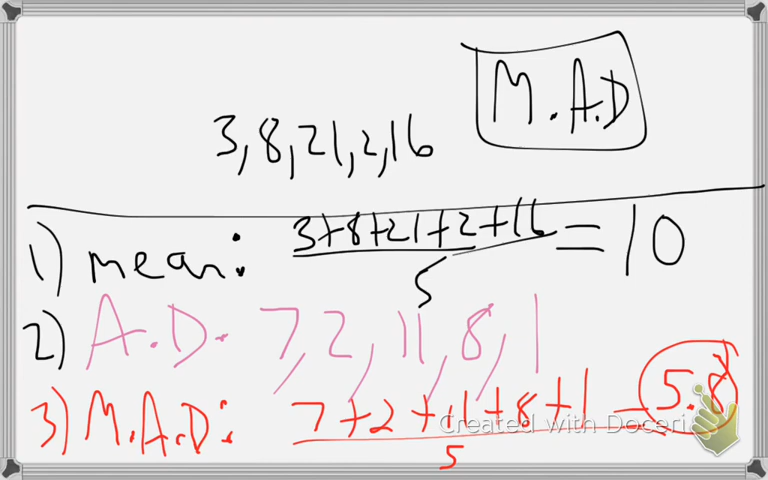 M.A.D
3,8,21,2,16
1) mean: 3+8+21+2+16 = 10
5
2) A.D. 7, 2, 11, 8, 1
3) M.A.D: 7+2+11+8+1 = 5.8
5
Created with Doceri